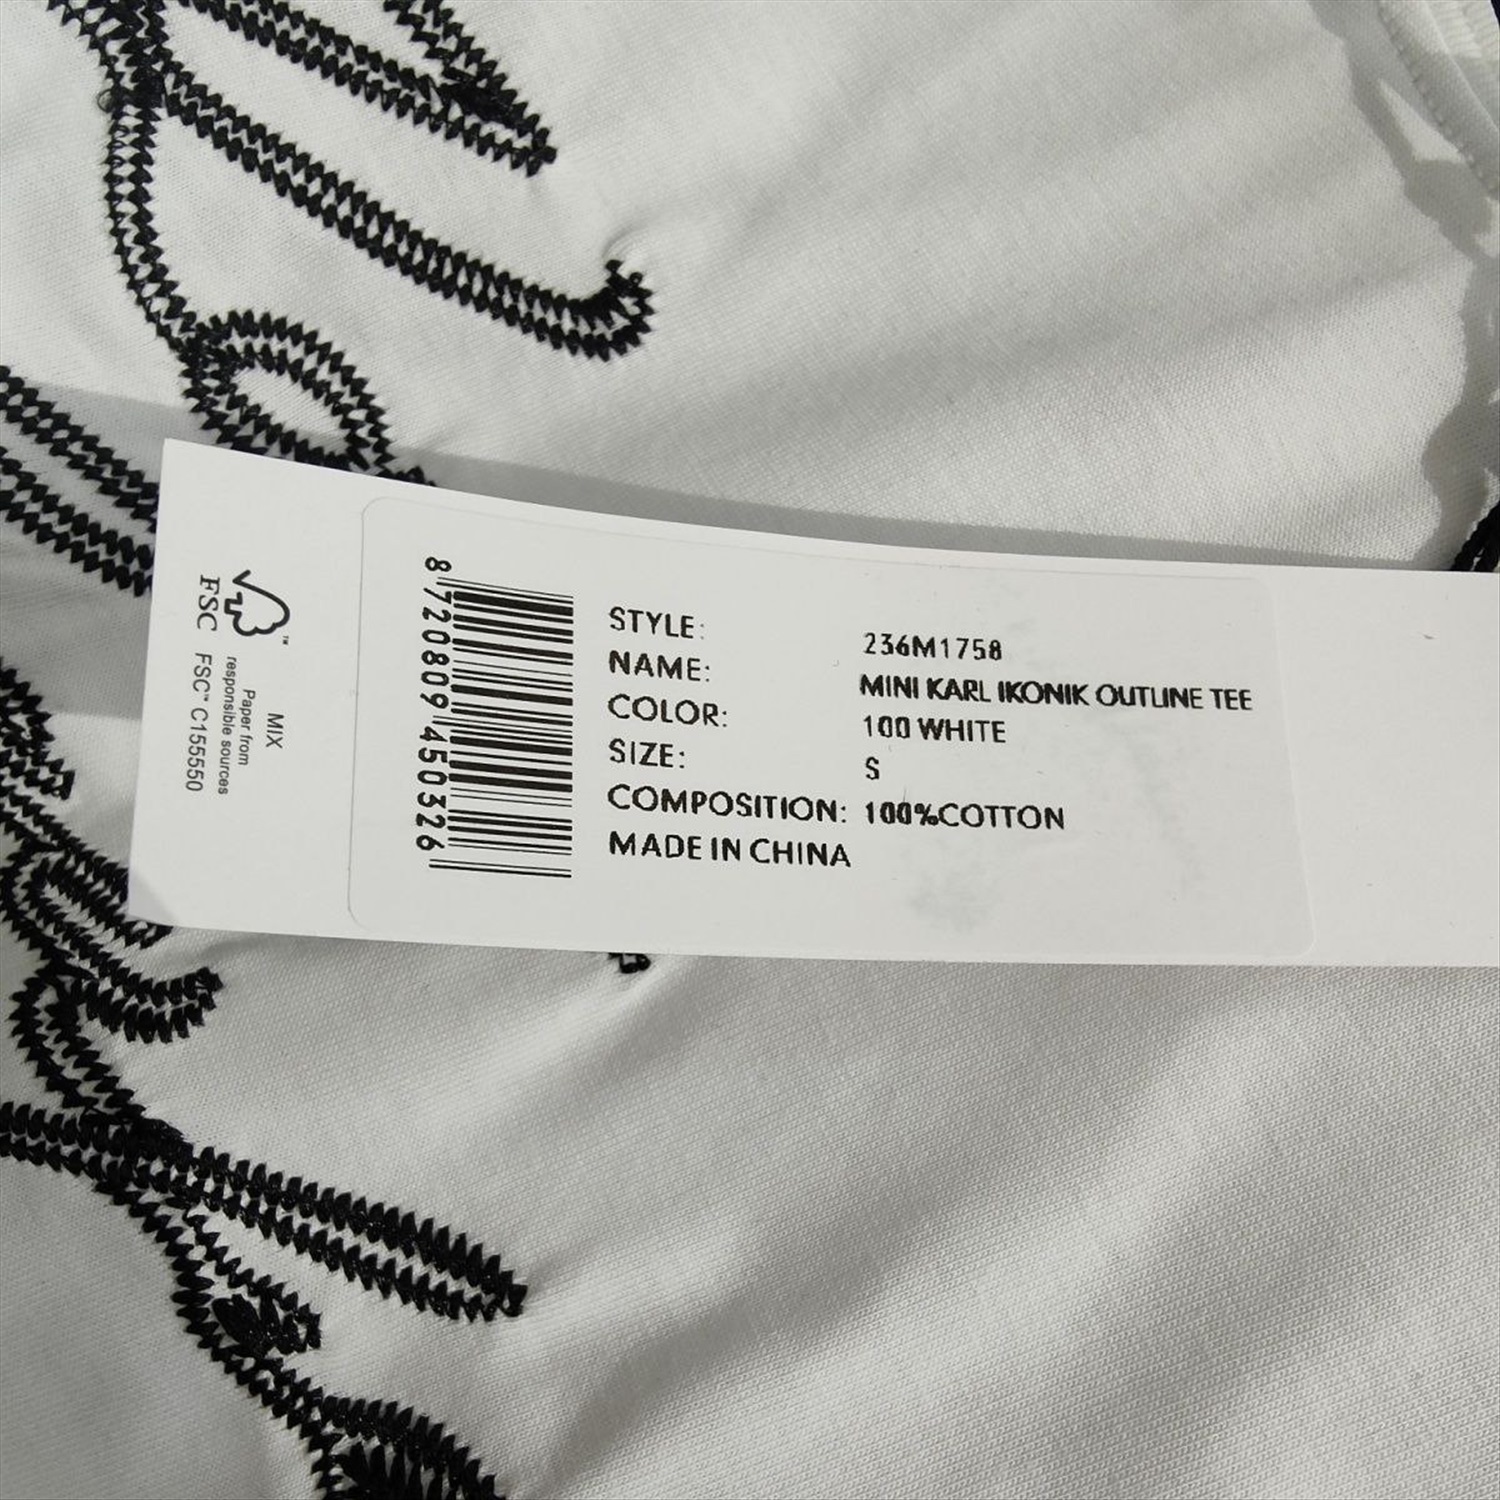 FSC
FSC™ C155550
MIX
Paper from
responsible sources
8 720809 450326
STYLE: 236M1758
NAME: MINI KARL IKONIK OUTLINE TEE
COLOR: 100 WHITE
SIZE: S
COMPOSITION: 100%COTTON
MADE IN CHINA